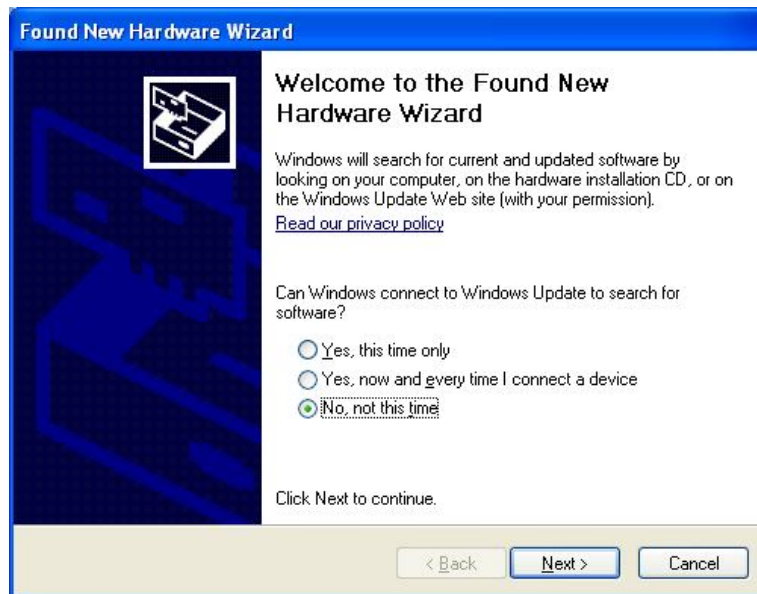 Found New Hardware Wizard
Welcome to the Found New
Hardware Wizard
Windows will search for current and updated software by
looking on your computer, on the hardware installation CD, or on
the Windows Update Web site (with your permission).
Read our privacy policy
Can Windows connect to Windows Update to search for
software?
Yes, this time only
Yes, now and every time I connect a device
No, not this time
Click Next to continue.
< Back
Next >
Cancel